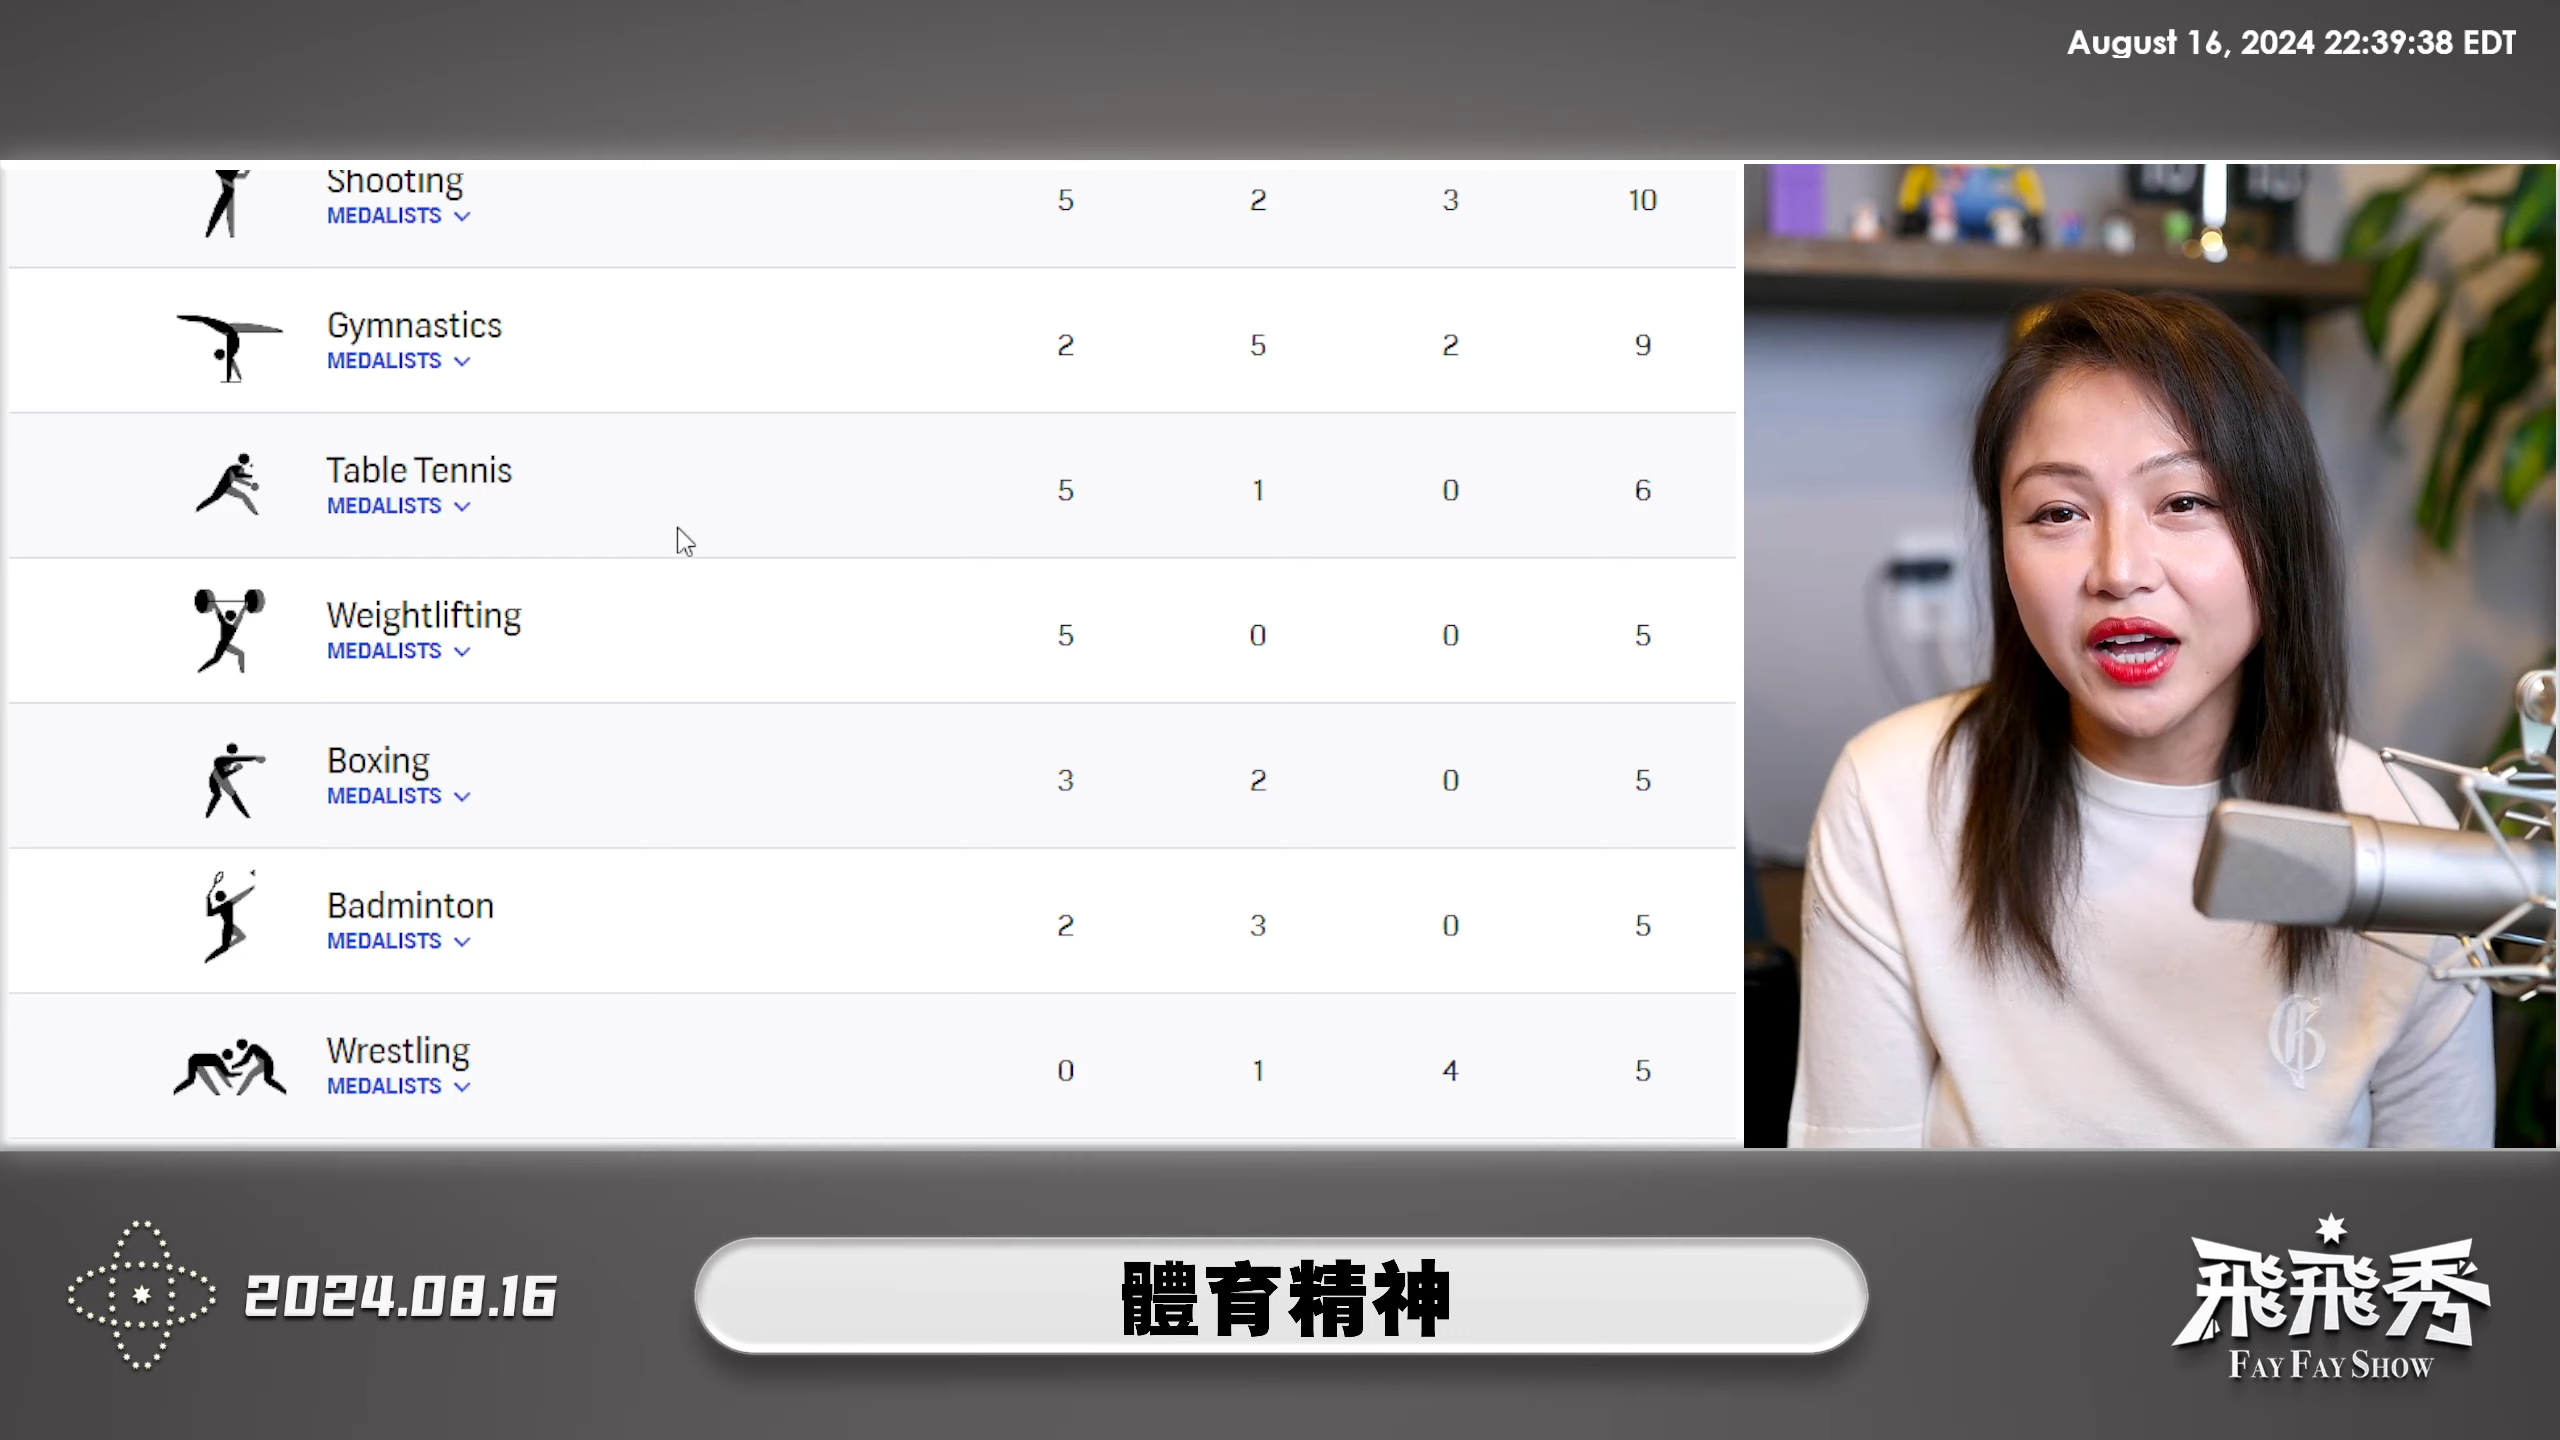 August 16, 2024 22:39:38 EDT
Shooting
MEDALISTS
5 2 3 10
Gymnastics
MEDALISTS
2 5 2 9
Table Tennis
MEDALISTS
5 1 0 6
Weightlifting
MEDALISTS
5 0 0 5
Boxing
MEDALISTS
3 2 0 5
Badminton
MEDALISTS
2 3 0 5
Wrestling
MEDALISTS
0 1 4 5
2024.08.16
體育精神
飛飛秀
FAY FAY SHOW